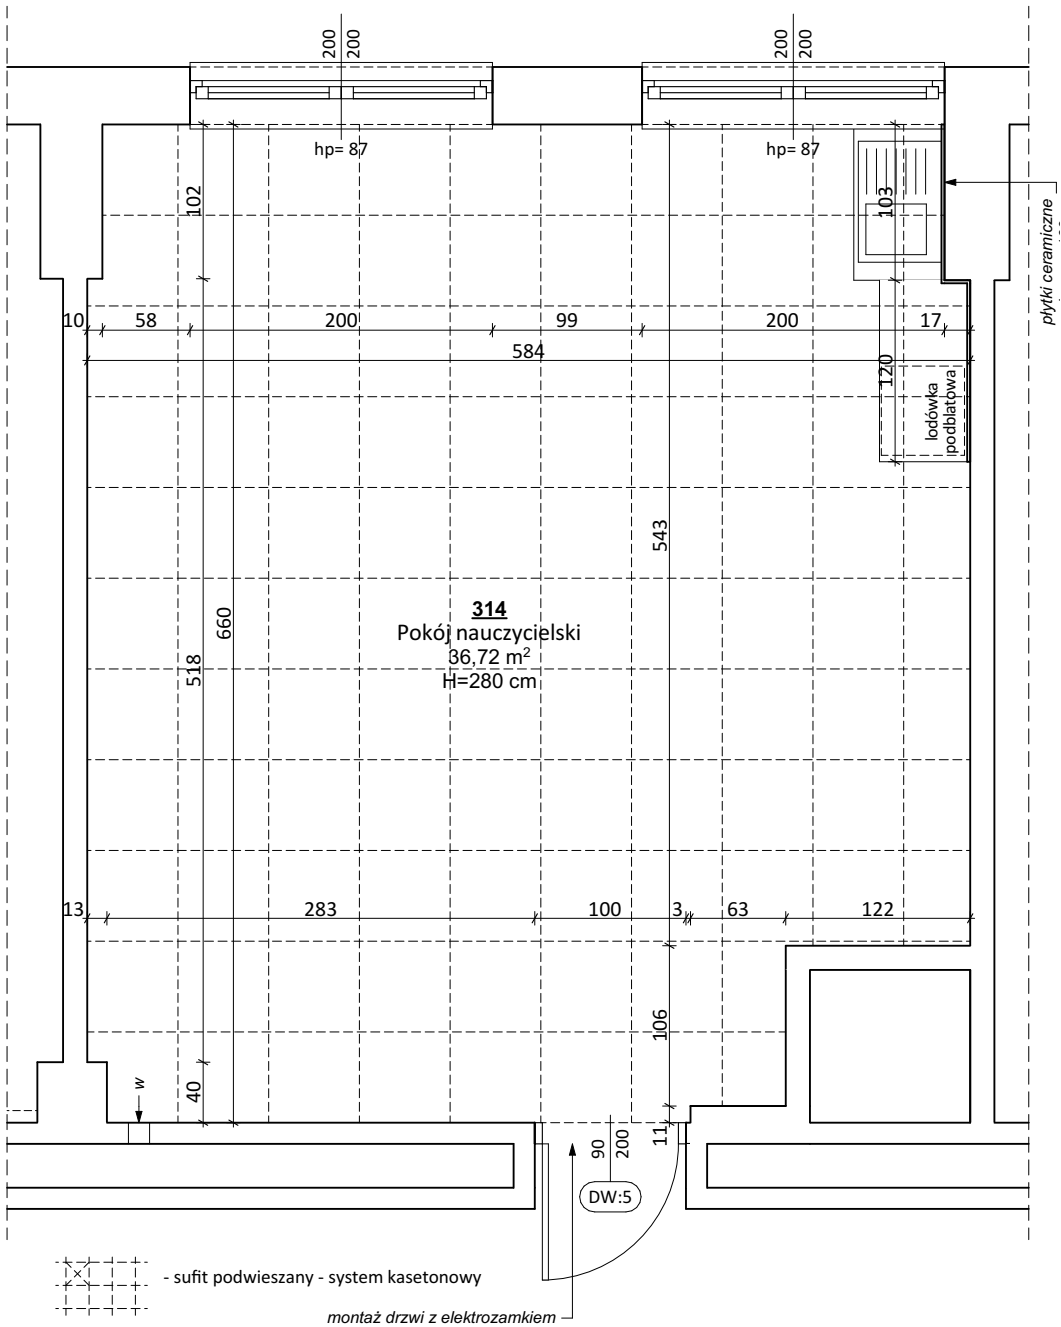 200
200
200
200
hp= 87
hp= 87
102
103
płytki ceramiczne
10
58
200
99
200
17
584
120
lodówka
podblatowa
543
660
518
314
Pokój nauczycielski
36,72 m²
H=280 cm
13
283
100
3
63
122
106
40
w
11
90
200
DW:5
- sufit podwieszany - system kasetonowy
montaż drzwi z elektrozamkiem